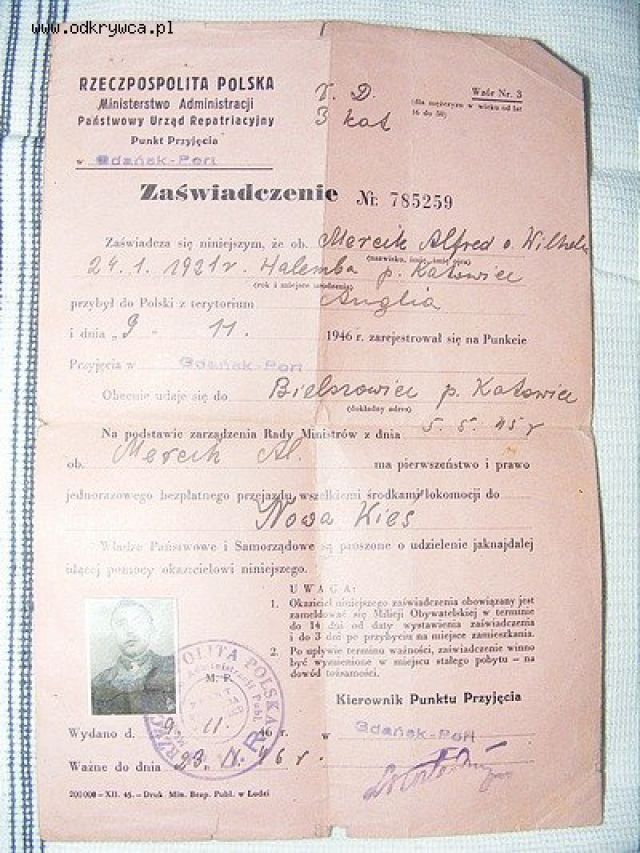 www.odkrywca.pl
RZECZPOSPOLITA POLSKA
Ministerstwo Administracji
Państwowy Urząd Repatriacyjny
Punkt Przyjęcia
w Gdańsk-Port
V. D.
3 kat
Wzór Nr. 3
(dla mężczyzn w wieku od lat
16 do 50)
Zaświadczenie Nr 785259
Zaświadcza się niniejszym, że ob. Mercik Alfred o. Wilhelm
(nazwisko, imię, imię ojca)
24.1.1921 r. Halemba p. Katowice
(rok i miejsce urodzenia)
przybył do Polski z terytorium Anglia
i dnia „9 - 11. 1946 r. zarejestrował się na Punkcie
Przyjęcia w Gdańsk-Port
Obecnie udaje się do Bielszowice p. Katowice
(dokładny adres)
Na podstawie zarządzenia Rady Ministrów z dnia 5. 5. 45 r
ob. Mercik Al. ma pierwszeństwo i prawo
jednorazowego bezpłatnego przejazdu wszelkiemi środkami lokomocji do
Nowa Wieś
Władze Państwowe i Samorządowe są proszone o udzielenie jaknajdalej
idącej pomocy okazicielowi niniejszego.
UWAGA:
1. Okaziciel niniejszego zaświadczenia obowiązany jest
zameldować się Milicji Obywatelskiej w terminie
do 14 dni od daty wystawienia zaświadczenia
i do 3 dni po przybyciu na miejsce zamieszkania.
2. Po upływie terminu ważności, zaświadczenie winno
być wymienione w miejscu stałego pobytu – na
dowód tożsamości.
M. P.
Kierownik Punktu Przyjęcia
Wydano d. 9 11. 46 r. w Gdańsk-Port
Ważne do dnia 23. 46 r.
200 000 - XII. 45. - Druk. Min. Bezp. Publ. w Łodzi